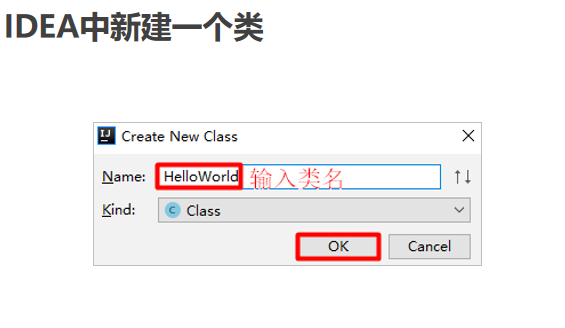 IDEA中新建一个类
Create New Class
Name: HelloWorld 输入类名
Kind: Class
OK Cancel